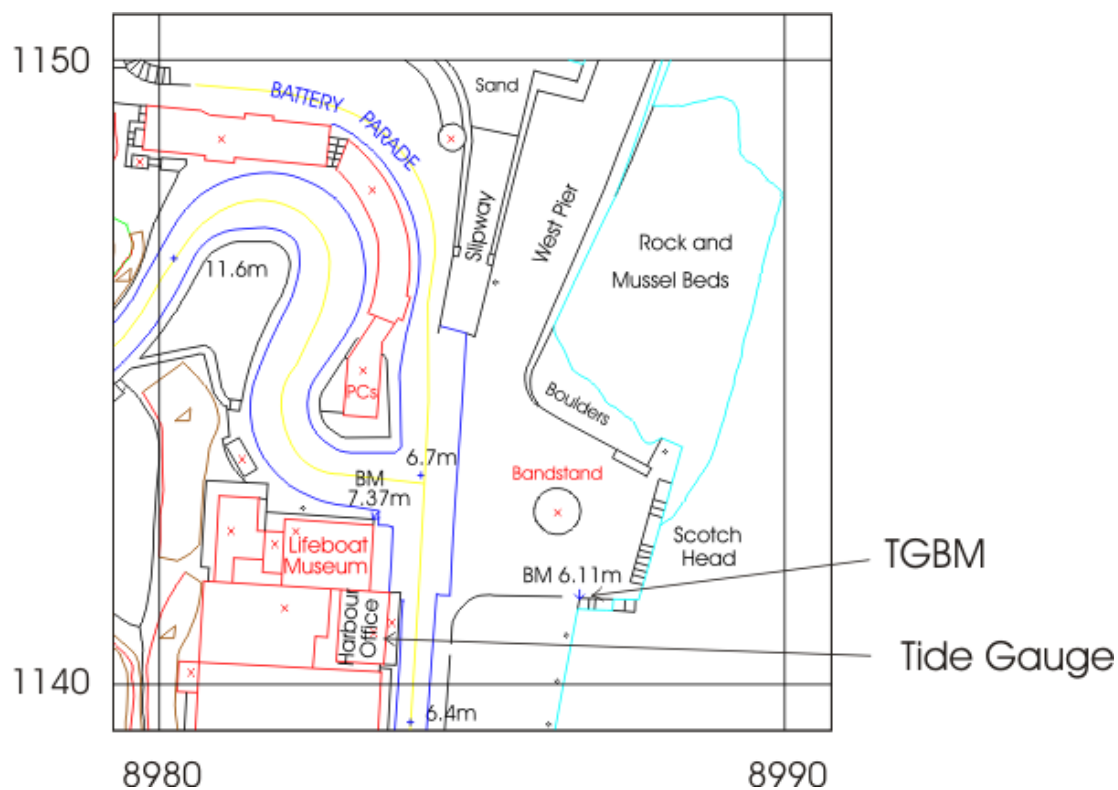 1150
Sand
BATTERY PARADE
Slipway
West Pier
Rock and
Mussel Beds
11.6m
PCs
Boulders
6.7m
BM
7.37m
Bandstand
Lifeboat
Museum
Scotch
Head
TGBM
BM 6.11m
Harbour
Office
Tide Gauge
1140
6.4m
8980
8990